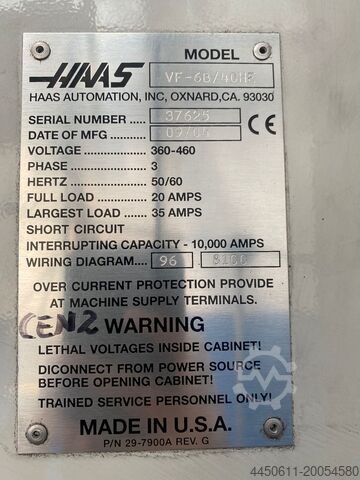 MODEL
HAAS VF-6B/40HE
HAAS AUTOMATION, INC, OXNARD, CA. 93030
SERIAL NUMBER 37625
DATE OF MFG CE
VOLTAGE 360-460
PHASE 3
HERTZ 50/60
FULL LOAD 20 AMPS
LARGEST LOAD 35 AMPS
SHORT CIRCUIT
INTERRUPTING CAPACITY - 10,000 AMPS
WIRING DIAGRAM 96
OVER CURRENT PROTECTION PROVIDE
AT MACHINE SUPPLY TERMINALS.
CEN2 WARNING
LETHAL VOLTAGES INSIDE CABINET!
DICONNECT FROM POWER SOURCE
BEFORE OPENING CABINET!
TRAINED SERVICE PERSONNEL ONLY!
MADE IN U.S.A.
P/N 29-7900A REV. G
4450611-20054580